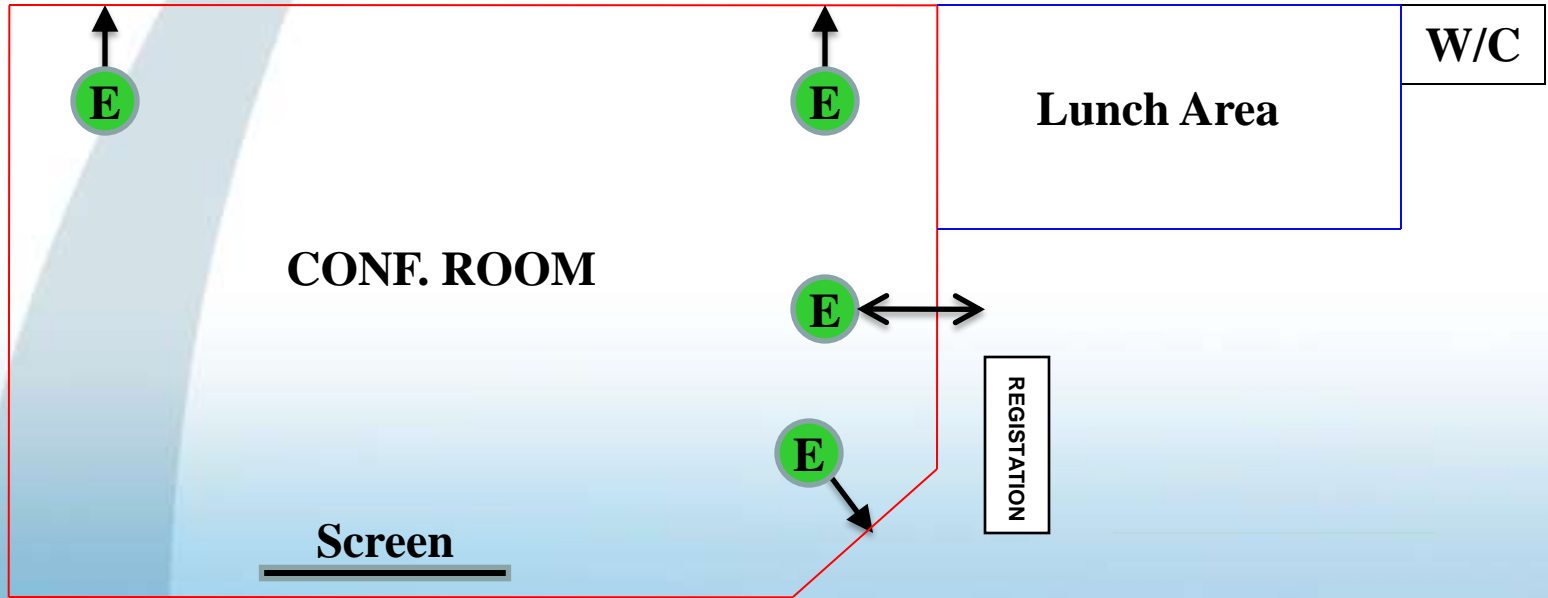 W/C
E
E
Lunch Area
CONF. ROOM
E
REGISTATION
E
Screen